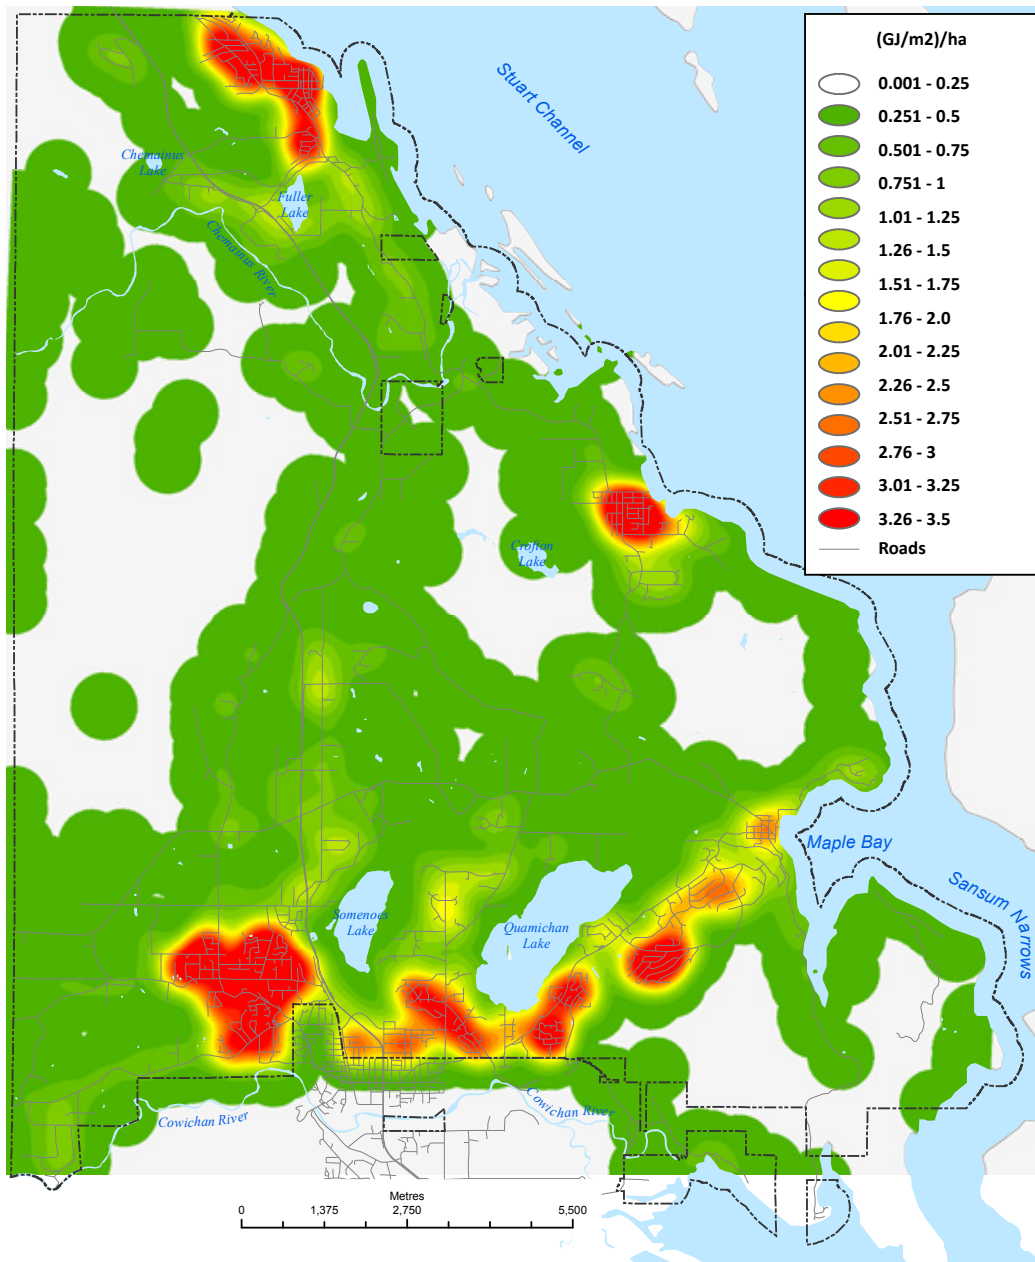 (GJ/m2)/ha
0.001 - 0.25
0.251 - 0.5
0.501 - 0.75
0.751 - 1
1.01 - 1.25
1.26 - 1.5
1.51 - 1.75
1.76 - 2.0
2.01 - 2.25
2.26 - 2.5
2.51 - 2.75
2.76 - 3
3.01 - 3.25
3.26 - 3.5
Roads
Stuart Channel
Chemainus
Lake
Fuller
Lake
Chemainus River
Crofton
Lake
Maple Bay
Sansum Narrows
Somenoes
Lake
Quamichan
Lake
Cowichan River
Cowichan River
Metres
0
1,375
2,750
5,500